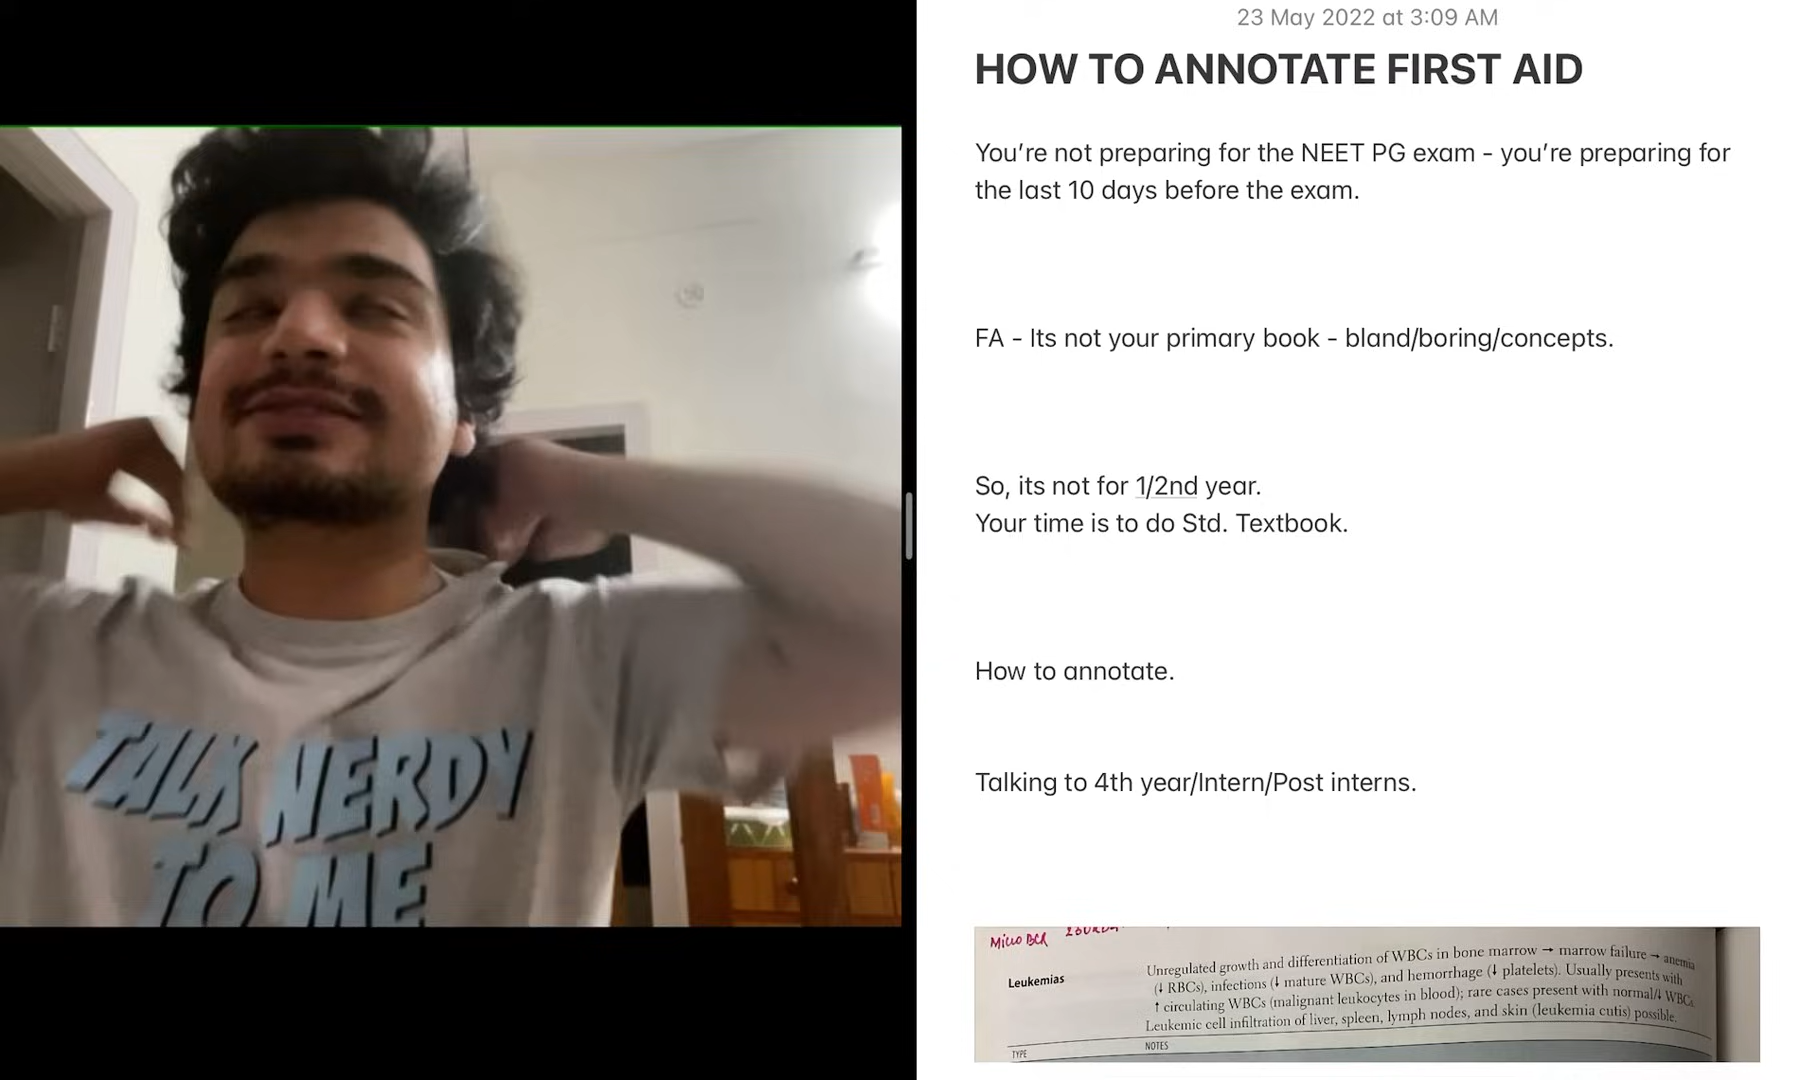 TALK NERDY
TO ME
23 May 2022 at 3:09 AM
HOW TO ANNOTATE FIRST AID
You’re not preparing for the NEET PG exam - you’re preparing for
the last 10 days before the exam.
FA - Its not your primary book - bland/boring/concepts.
So, its not for 1/2nd year.
Your time is to do Std. Textbook.
How to annotate.
Talking to 4th year/Intern/Post interns.
Micro BCR
Leukemias
Unregulated growth and differentiation of WBCs in bone marrow → marrow failure → anemia
(↓ RBCs), infections (↓ mature WBCs), and hemorrhage (↓ platelets). Usually presents with
↑ circulating WBCs (malignant leukocytes in blood); rare cases present with normal/↓ WBCs.
Leukemic cell infiltration of liver, spleen, lymph nodes, and skin (leukemia cutis) possible.
TYPE
NOTES